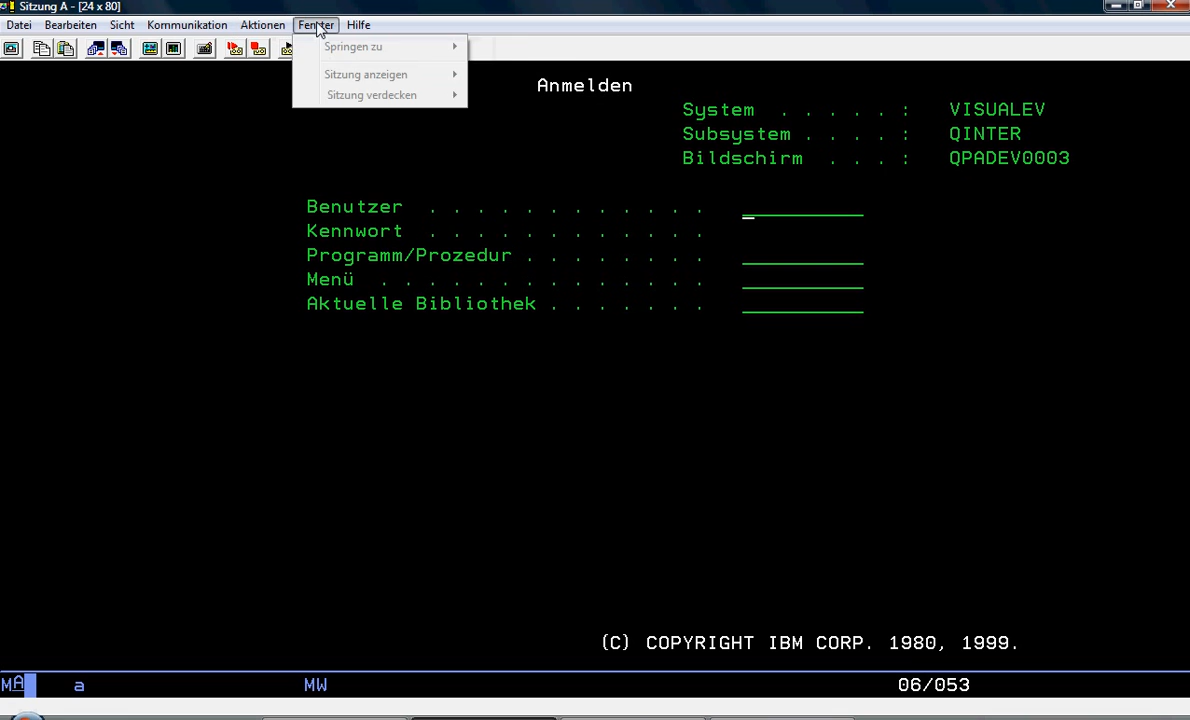 Sitzung A - [24 x 80]
Datei Bearbeiten Sicht Kommunikation Aktionen Fenster Hilfe
Springen zu
Sitzung anzeigen
Sitzung verdecken
Anmelden
System . . . . . : VISUALEV
Subsystem . . . . : QINTER
Bildschirm . . . : QPADEV0003
Benutzer . . . . . . . . . . . .
Kennwort . . . . . . . . . . . .
Programm/Prozedur . . . . . . . .
Menü . . . . . . . . . . . . . .
Aktuelle Bibliothek . . . . . . .
(C) COPYRIGHT IBM CORP. 1980, 1999.
MA a MW 06/053